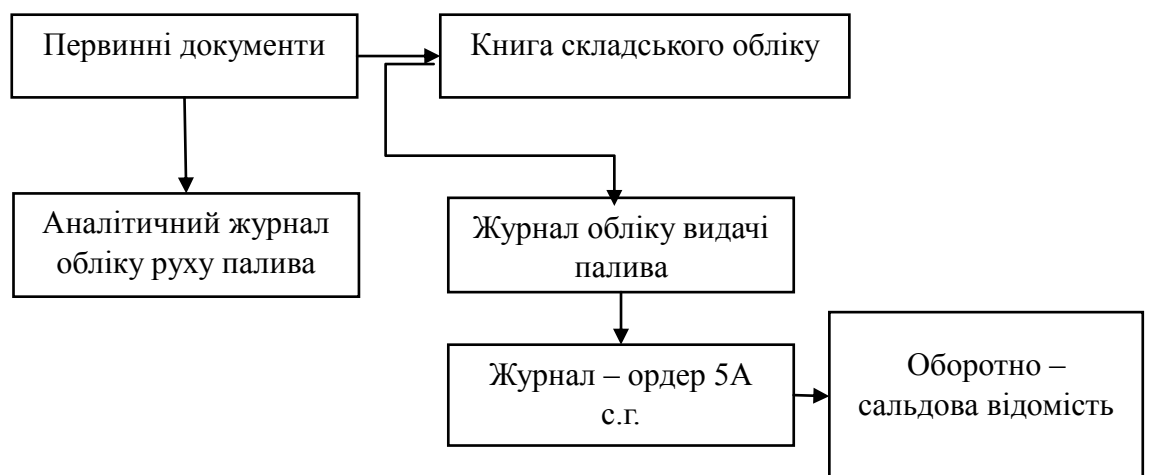 Первинні документи
Книга складського обліку
Аналітичний журнал
обліку руху палива
Журнал обліку видачі
палива
Журнал – ордер 5А
с.г.
Оборотно –
сальдова відомість